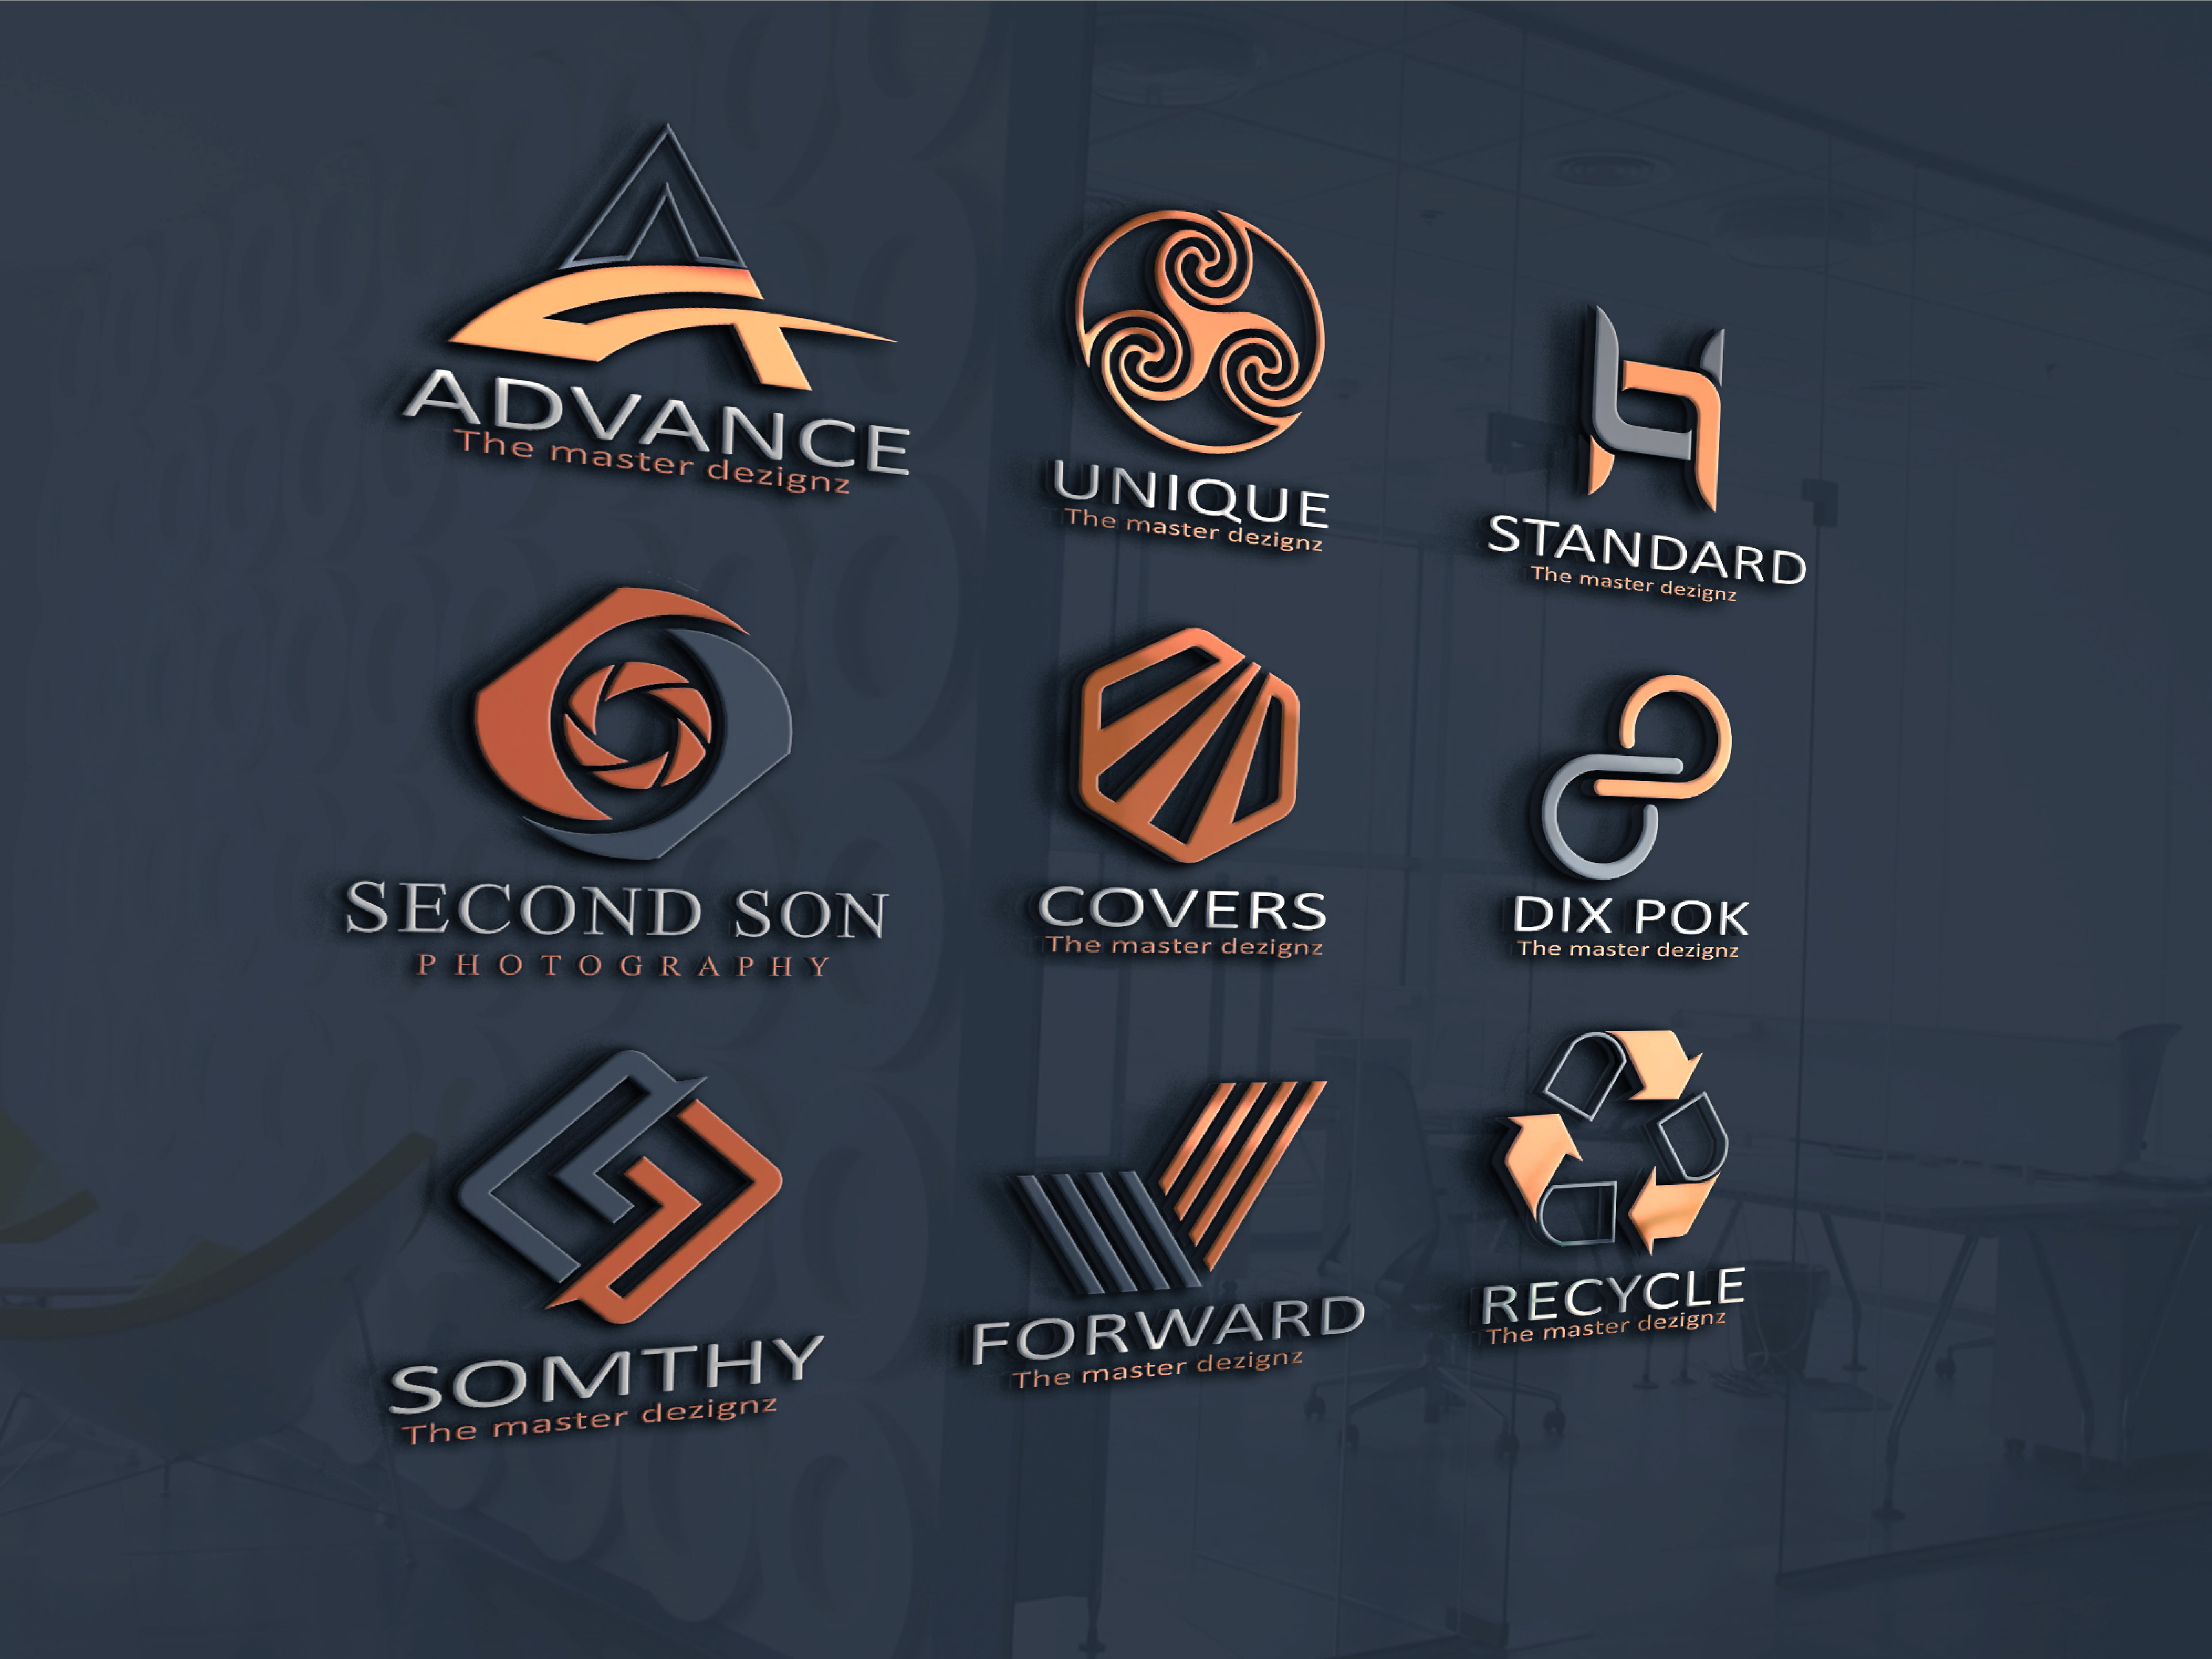 ADVANCE
The master dezignz
UNIQUE
The master dezignz
STANDARD
The master dezignz
SECOND SON
PHOTOGRAPHY
COVERS
The master dezignz
DIX POK
The master dezignz
SOMTHY
The master dezignz
FORWARD
The master dezignz
RECYCLE
The master dezignz